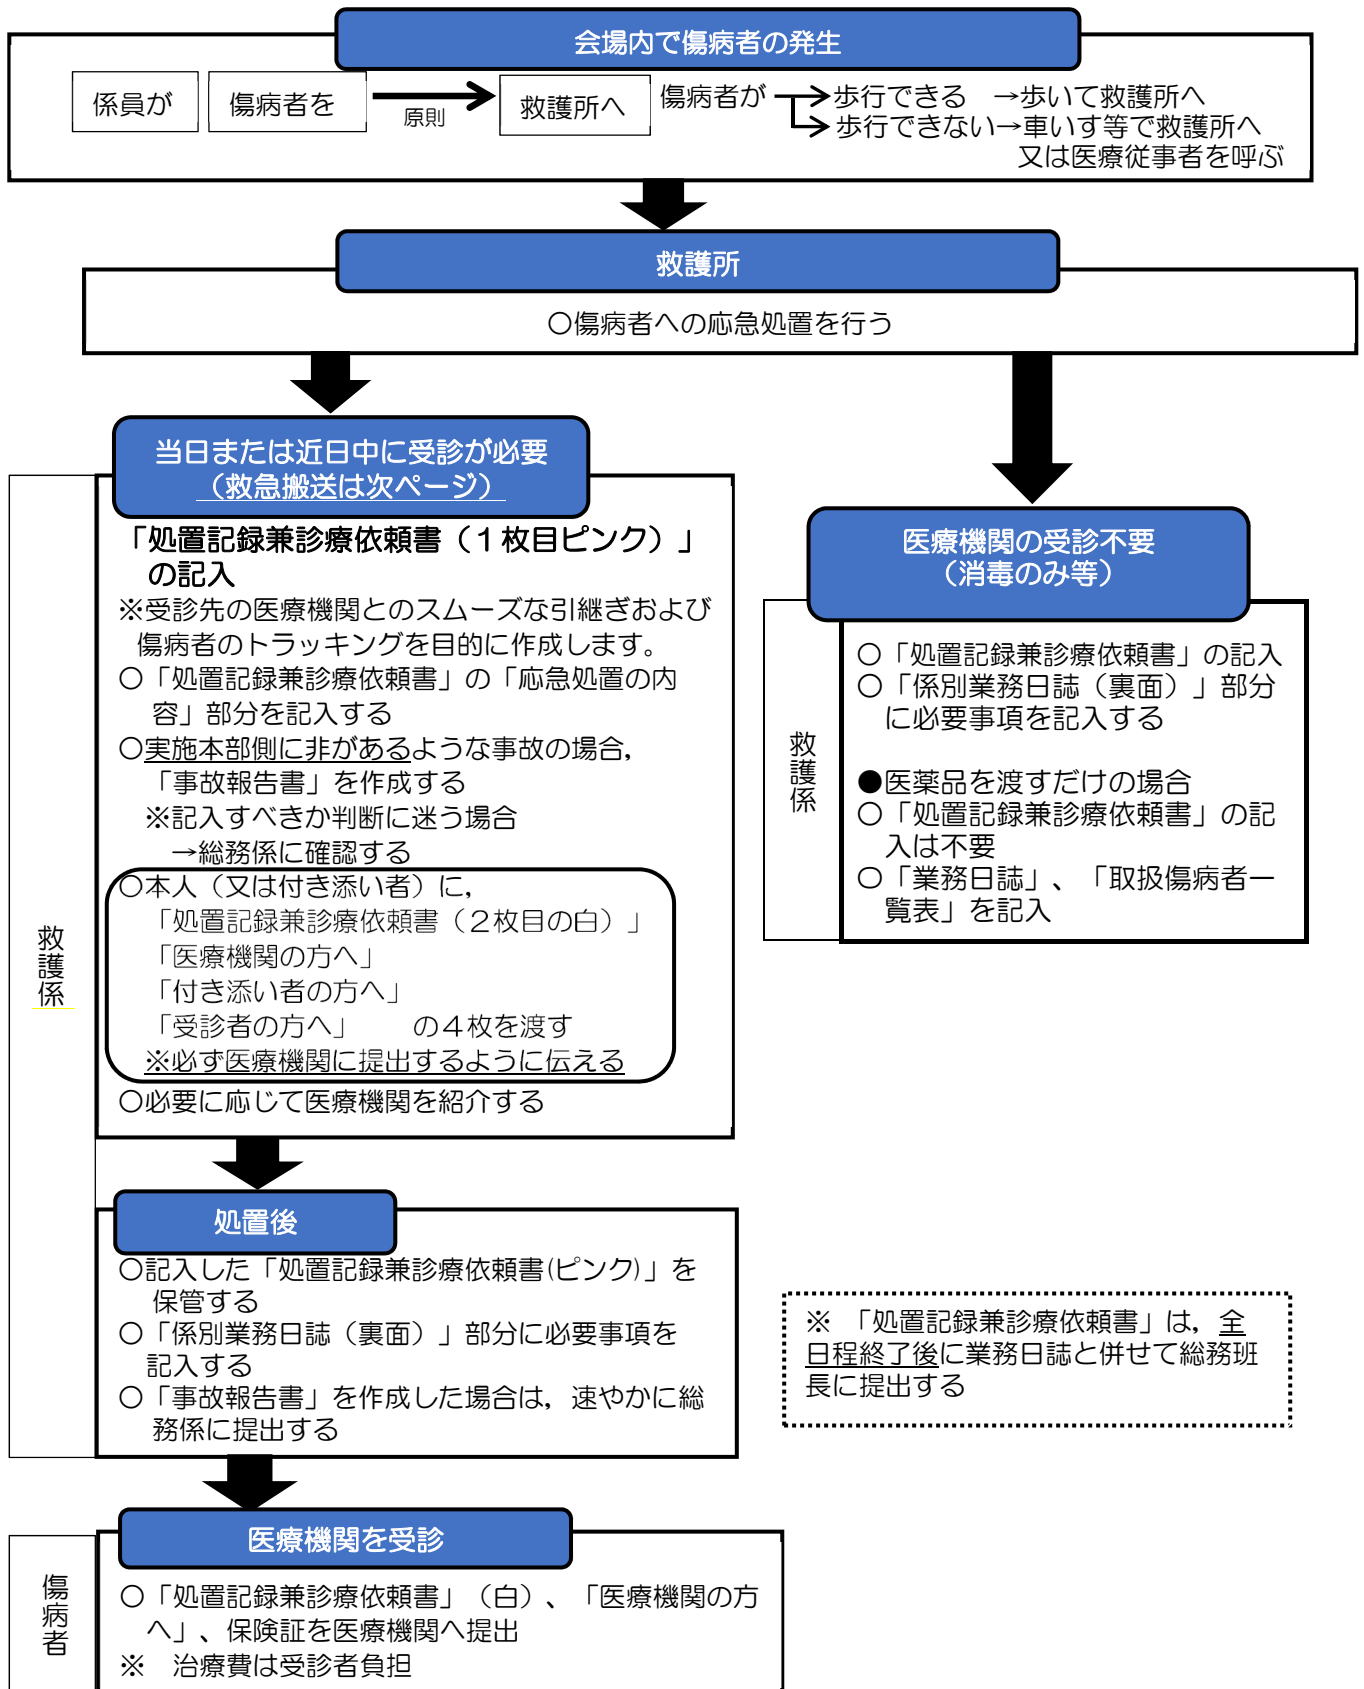 会場内で傷病者の発生
係員が 傷病者を 原則 救護所へ 傷病者が 歩行できる →歩いて救護所へ
歩行できない→車いす等で救護所へ
又は医療従事者を呼ぶ
救護所
〇傷病者への応急処置を行う
当日または近日中に受診が必要
（救急搬送は次ページ）
救護係
「処置記録兼診療依頼書（１枚目ピンク）」
の記入
※受診先の医療機関とのスムーズな引継ぎおよび
傷病者のトラッキングを目的に作成します。
〇「処置記録兼診療依頼書」の「応急処置の内
容」部分を記入する
〇実施本部側に非があるような事故の場合，
「事故報告書」を作成する
※記入すべきか判断に迷う場合
→総務係に確認する
〇本人（又は付き添い者）に，
「処置記録兼診療依頼書（２枚目の白）」
「医療機関の方へ」
「付き添い者の方へ」
「受診者の方へ」　　の４枚を渡す
※必ず医療機関に提出するように伝える
〇必要に応じて医療機関を紹介する
医療機関の受診不要
（消毒のみ等）
救護係
〇「処置記録兼診療依頼書」の記入
〇「係別業務日誌（裏面）」部分
に必要事項を記入する
●医薬品を渡すだけの場合
〇「処置記録兼診療依頼書」の記
入は不要
〇「業務日誌」、「取扱傷病者一
覧表」を記入
処置後
〇記入した「処置記録兼診療依頼書(ピンク)」を
保管する
〇「係別業務日誌（裏面）」部分に必要事項を
記入する
〇「事故報告書」を作成した場合は，速やかに総
務係に提出する
※　「処置記録兼診療依頼書」は，全
日程終了後に業務日誌と併せて総務班
長に提出する
医療機関を受診
傷病者
〇「処置記録兼診療依頼書」（白）、「医療機関の方
へ」、保険証を医療機関へ提出
※　治療費は受診者負担